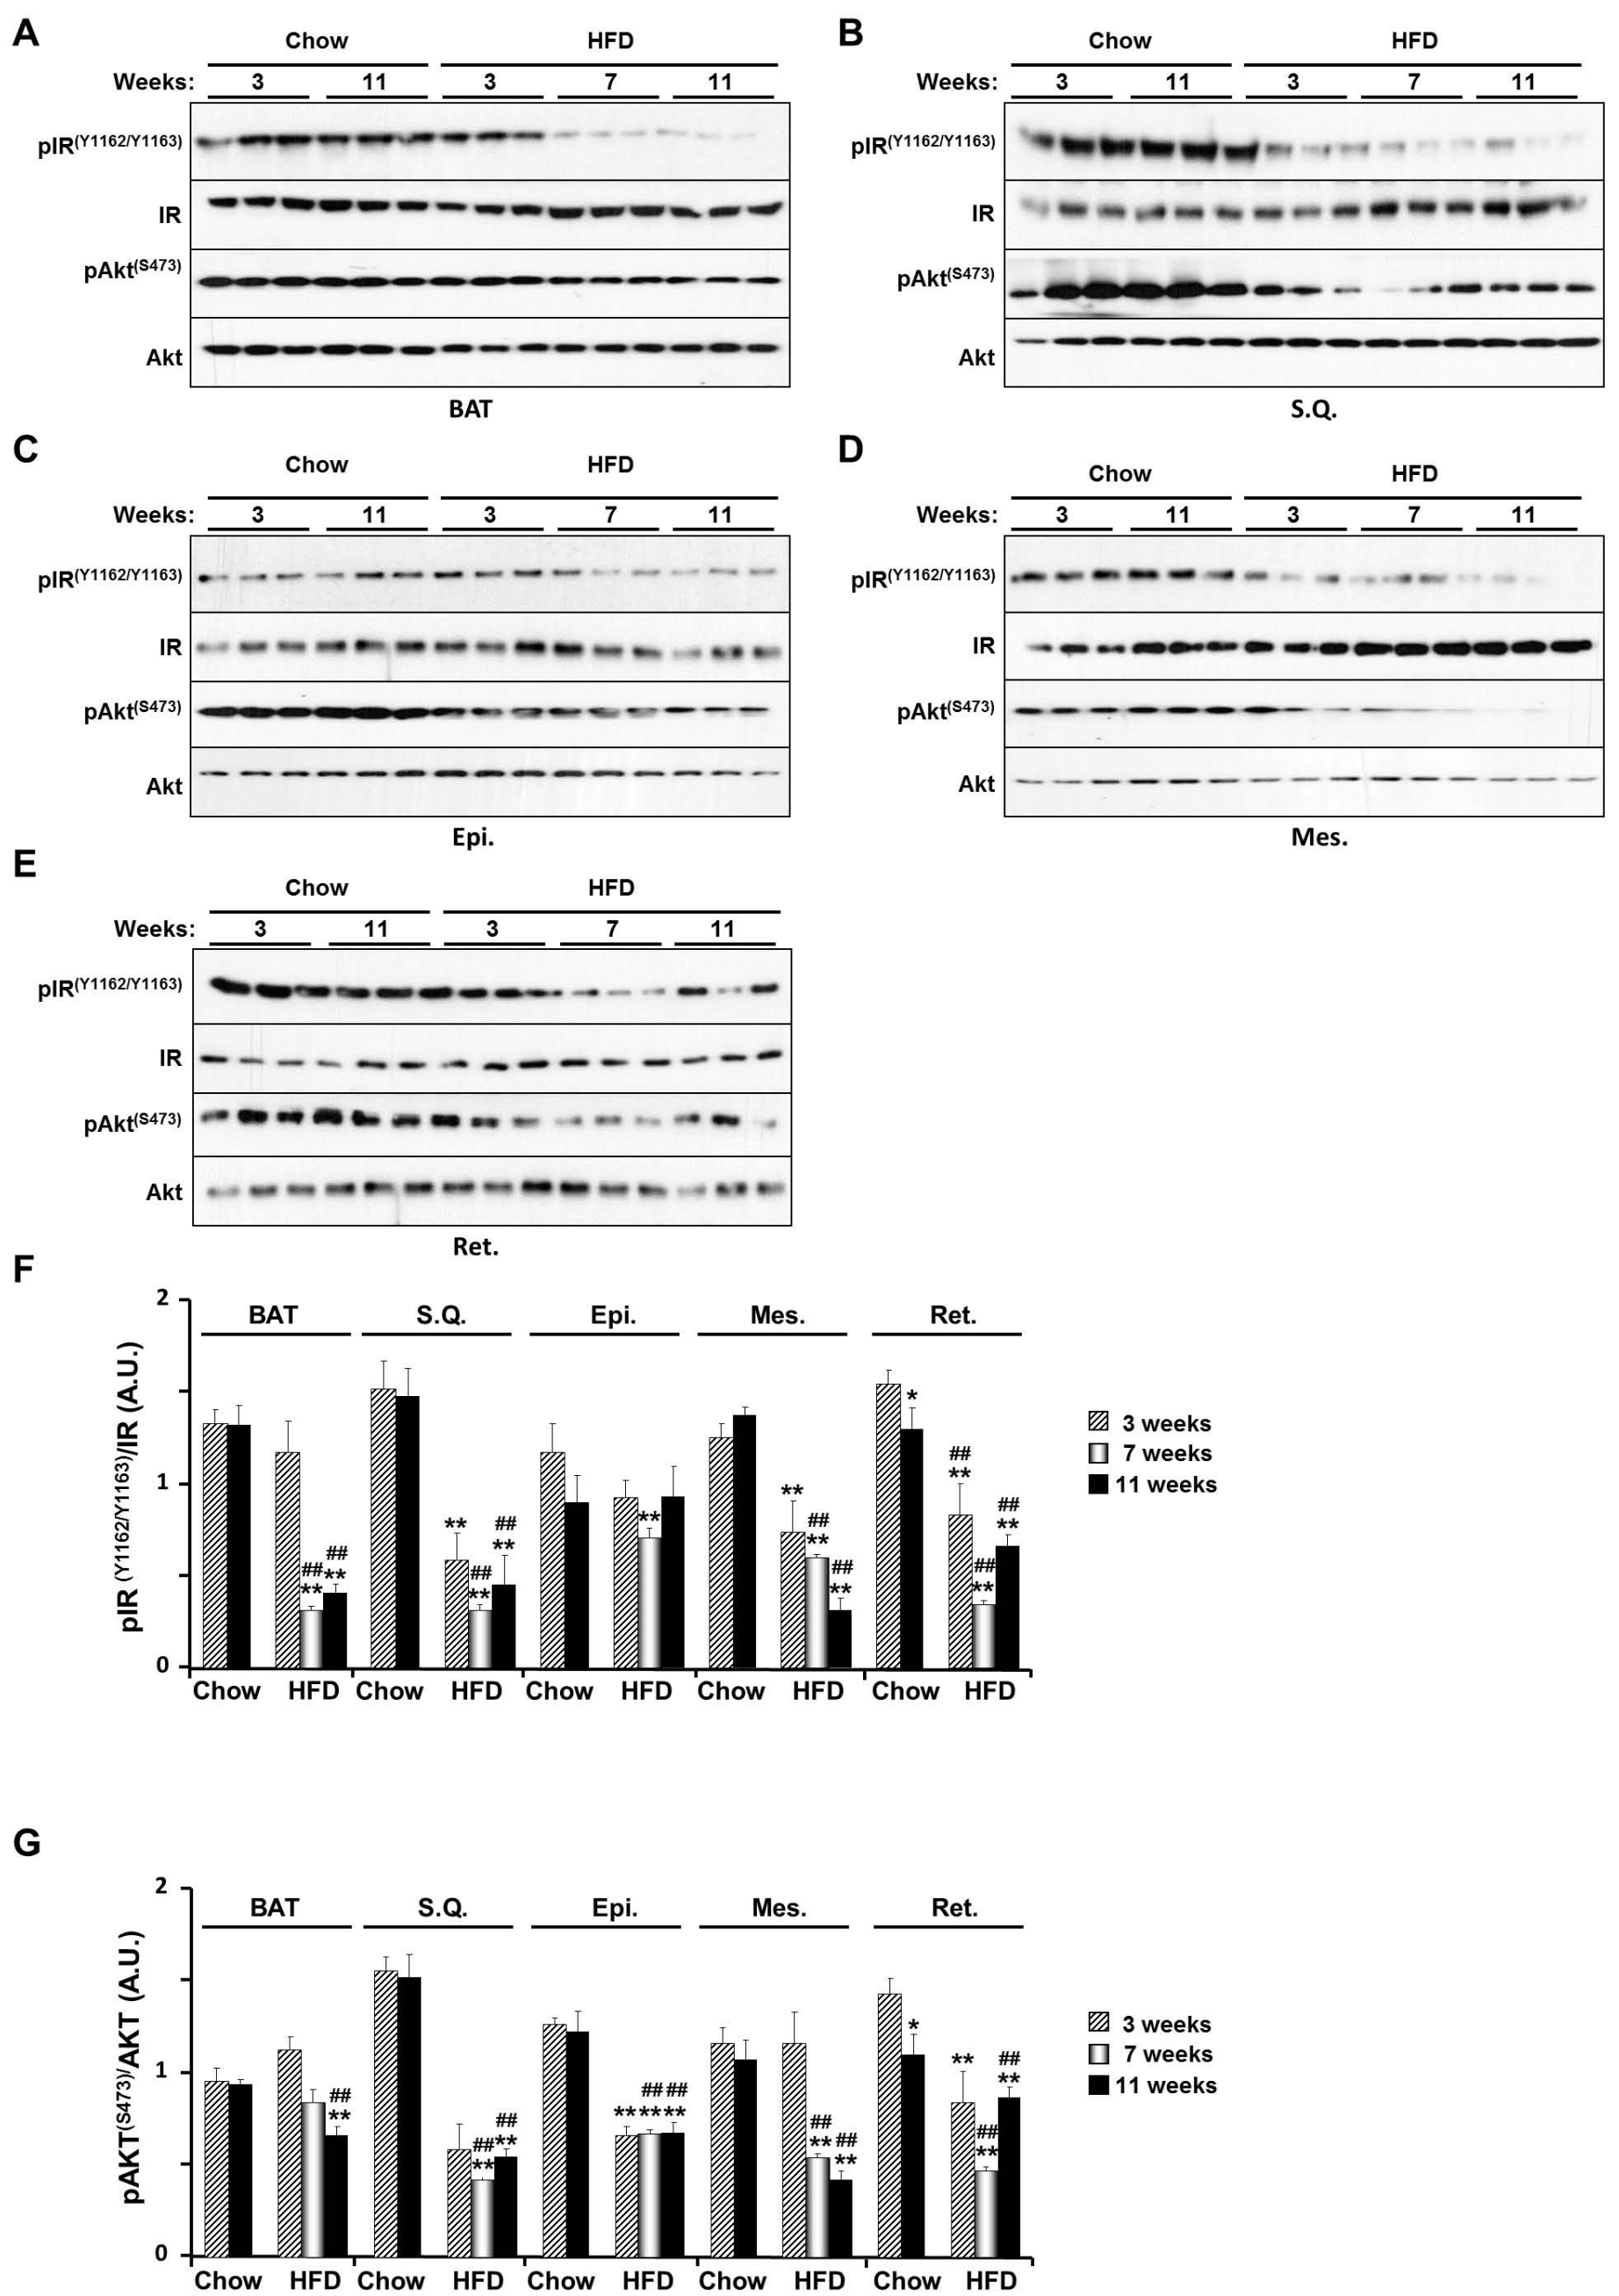 A
Chow HFD
Weeks: 3 11 3 7 11
pIR(Y1162/Y1163)
IR
pAkt(S473)
Akt
BAT
B
Chow HFD
Weeks: 3 11 3 7 11
pIR(Y1162/Y1163)
IR
pAkt(S473)
Akt
S.Q.
C
Chow HFD
Weeks: 3 11 3 7 11
pIR(Y1162/Y1163)
IR
pAkt(S473)
Akt
Epi.
D
Chow HFD
Weeks: 3 11 3 7 11
pIR(Y1162/Y1163)
IR
pAkt(S473)
Akt
Mes.
E
Chow HFD
Weeks: 3 11 3 7 11
pIR(Y1162/Y1163)
IR
pAkt(S473)
Akt
Ret.
F
pIR (Y1162/Y1163)/IR (A.U.)
2
1
0
BAT S.Q. Epi. Mes. Ret.
## ** ## **
** ## ** ## **
**
** ## ** ## **
* ## ** ## ** ## **
Chow HFD Chow HFD Chow HFD Chow HFD Chow HFD
3 weeks
7 weeks
11 weeks
G
pAKT(S473)/AKT (A.U.)
2
1
0
BAT S.Q. Epi. Mes. Ret.
## **
## ** ## **
** ## ** ## **
## ** ## **
* ** ## ** ## **
Chow HFD Chow HFD Chow HFD Chow HFD Chow HFD
3 weeks
7 weeks
11 weeks